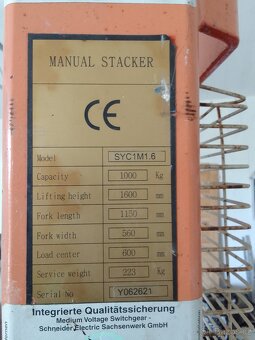 MANUAL STACKER
CE
Model SYC1M1.6
Capacity 1000 Kg
Lifting height 1600 mm
Fork length 1150 mm
Fork width 560 mm
Load center 600 mm
Service weight 223 Kg
Serial No Y062621
Integrierte Qualitätssicherung
Medium Voltage Switchgear -
Schneider Electric Sachsenwerk GmbH